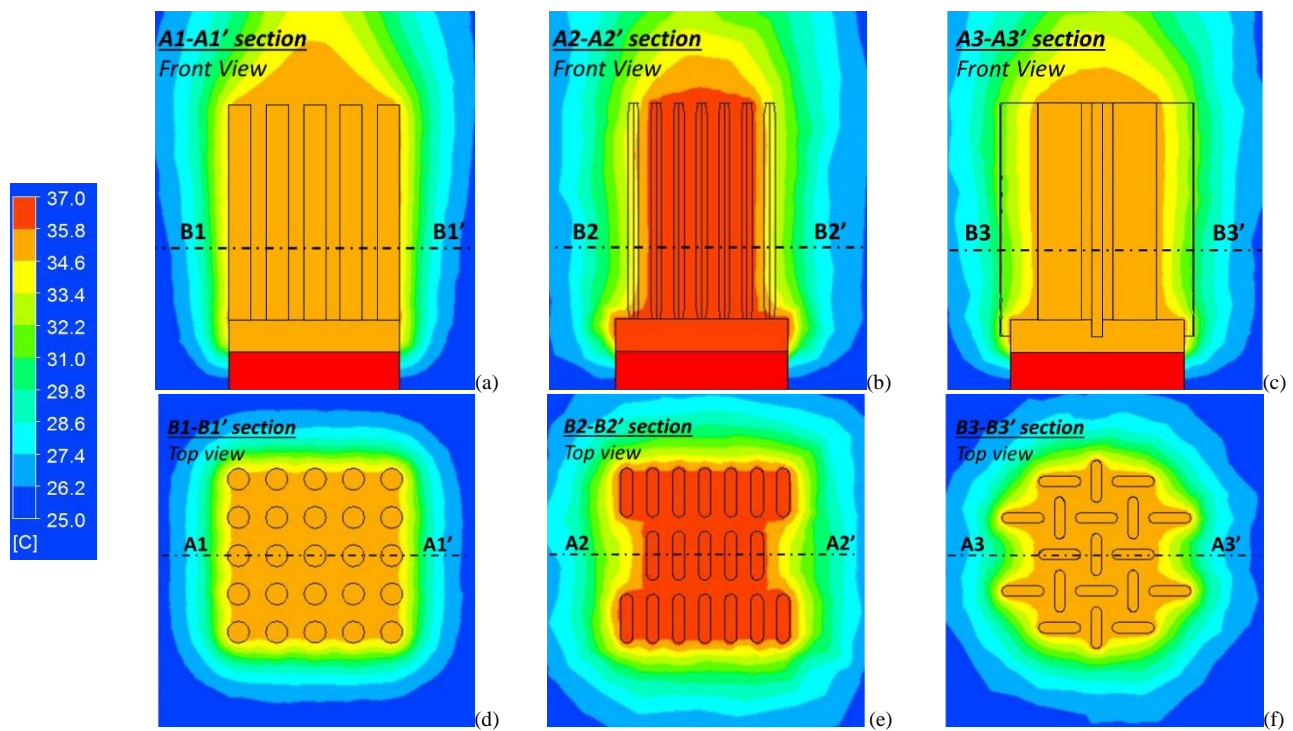 37.0
35.8
34.6
33.4
32.2
31.0
29.8
28.6
27.4
26.2
25.0
[C]
A1-A1’ section
Front View
B1
B1’
(a)
A2-A2’ section
Front View
B2
B2’
(b)
A3-A3’ section
Front View
B3
B3’
(c)
B1-B1’ section
Top view
A1
A1’
(d)
B2-B2’ section
Top view
A2
A2’
(e)
B3-B3’ section
Top view
A3
A3’
(f)